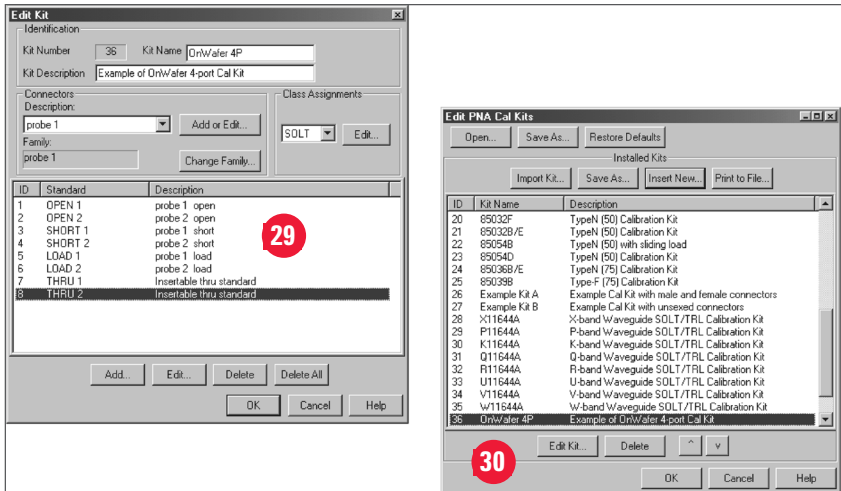 Edit Kit
Identification
Kit Number 36 Kit Name OnWafer 4P
Kit Description Example of OnWafer 4-port Cal Kit
Connectors
Description:
probe 1 Add or Edit...
Family:
probe 1 Change Family...
Class Assignments
SOLT Edit...
ID Standard Description
1 OPEN 1 probe 1 open
2 OPEN 2 probe 2 open
3 SHORT 1 probe 1 short
4 SHORT 2 probe 2 short
5 LOAD 1 probe 1 load
6 LOAD 2 probe 2 load
7 THRU 1 Insertable thru standard
8 THRU 2 Insertable thru standard
29
Add... Edit... Delete Delete All
OK Cancel Help
Edit PNA Cal Kits
Open... Save As... Restore Defaults
Installed Kits
Import Kit... Save As... Insert New... Print to File...
ID Kit Name Description
20 85032F TypeN (50) Calibration Kit
21 85032B/E TypeN (50) Calibration Kit
22 85054B TypeN (50) with sliding load
23 85054D TypeN (50) Calibration Kit
24 85036B/E TypeN (75) Calibration Kit
25 85039B Type-F (75) Calibration Kit
26 Example Kit A Example Cal Kit with male and female connectors
27 Example Kit B Example Cal Kit with unsexed connectors
28 X11644A X-band Waveguide SOLT/TRL Calibration Kit
29 P11644A P-band Waveguide SOLT/TRL Calibration Kit
30 K11644A K-band Waveguide SOLT/TRL Calibration Kit
31 Q11644A Q-band Waveguide SOLT/TRL Calibration Kit
32 R11644A R-band Waveguide SOLT/TRL Calibration Kit
33 U11644A U-band Waveguide SOLT/TRL Calibration Kit
34 V11644A V-band Waveguide SOLT/TRL Calibration Kit
35 W11644A W-band Waveguide SOLT/TRL Calibration Kit
36 OnWafer 4P Example of OnWafer 4-port Cal Kit
30
Edit Kit... Delete ^ v
OK Cancel Help